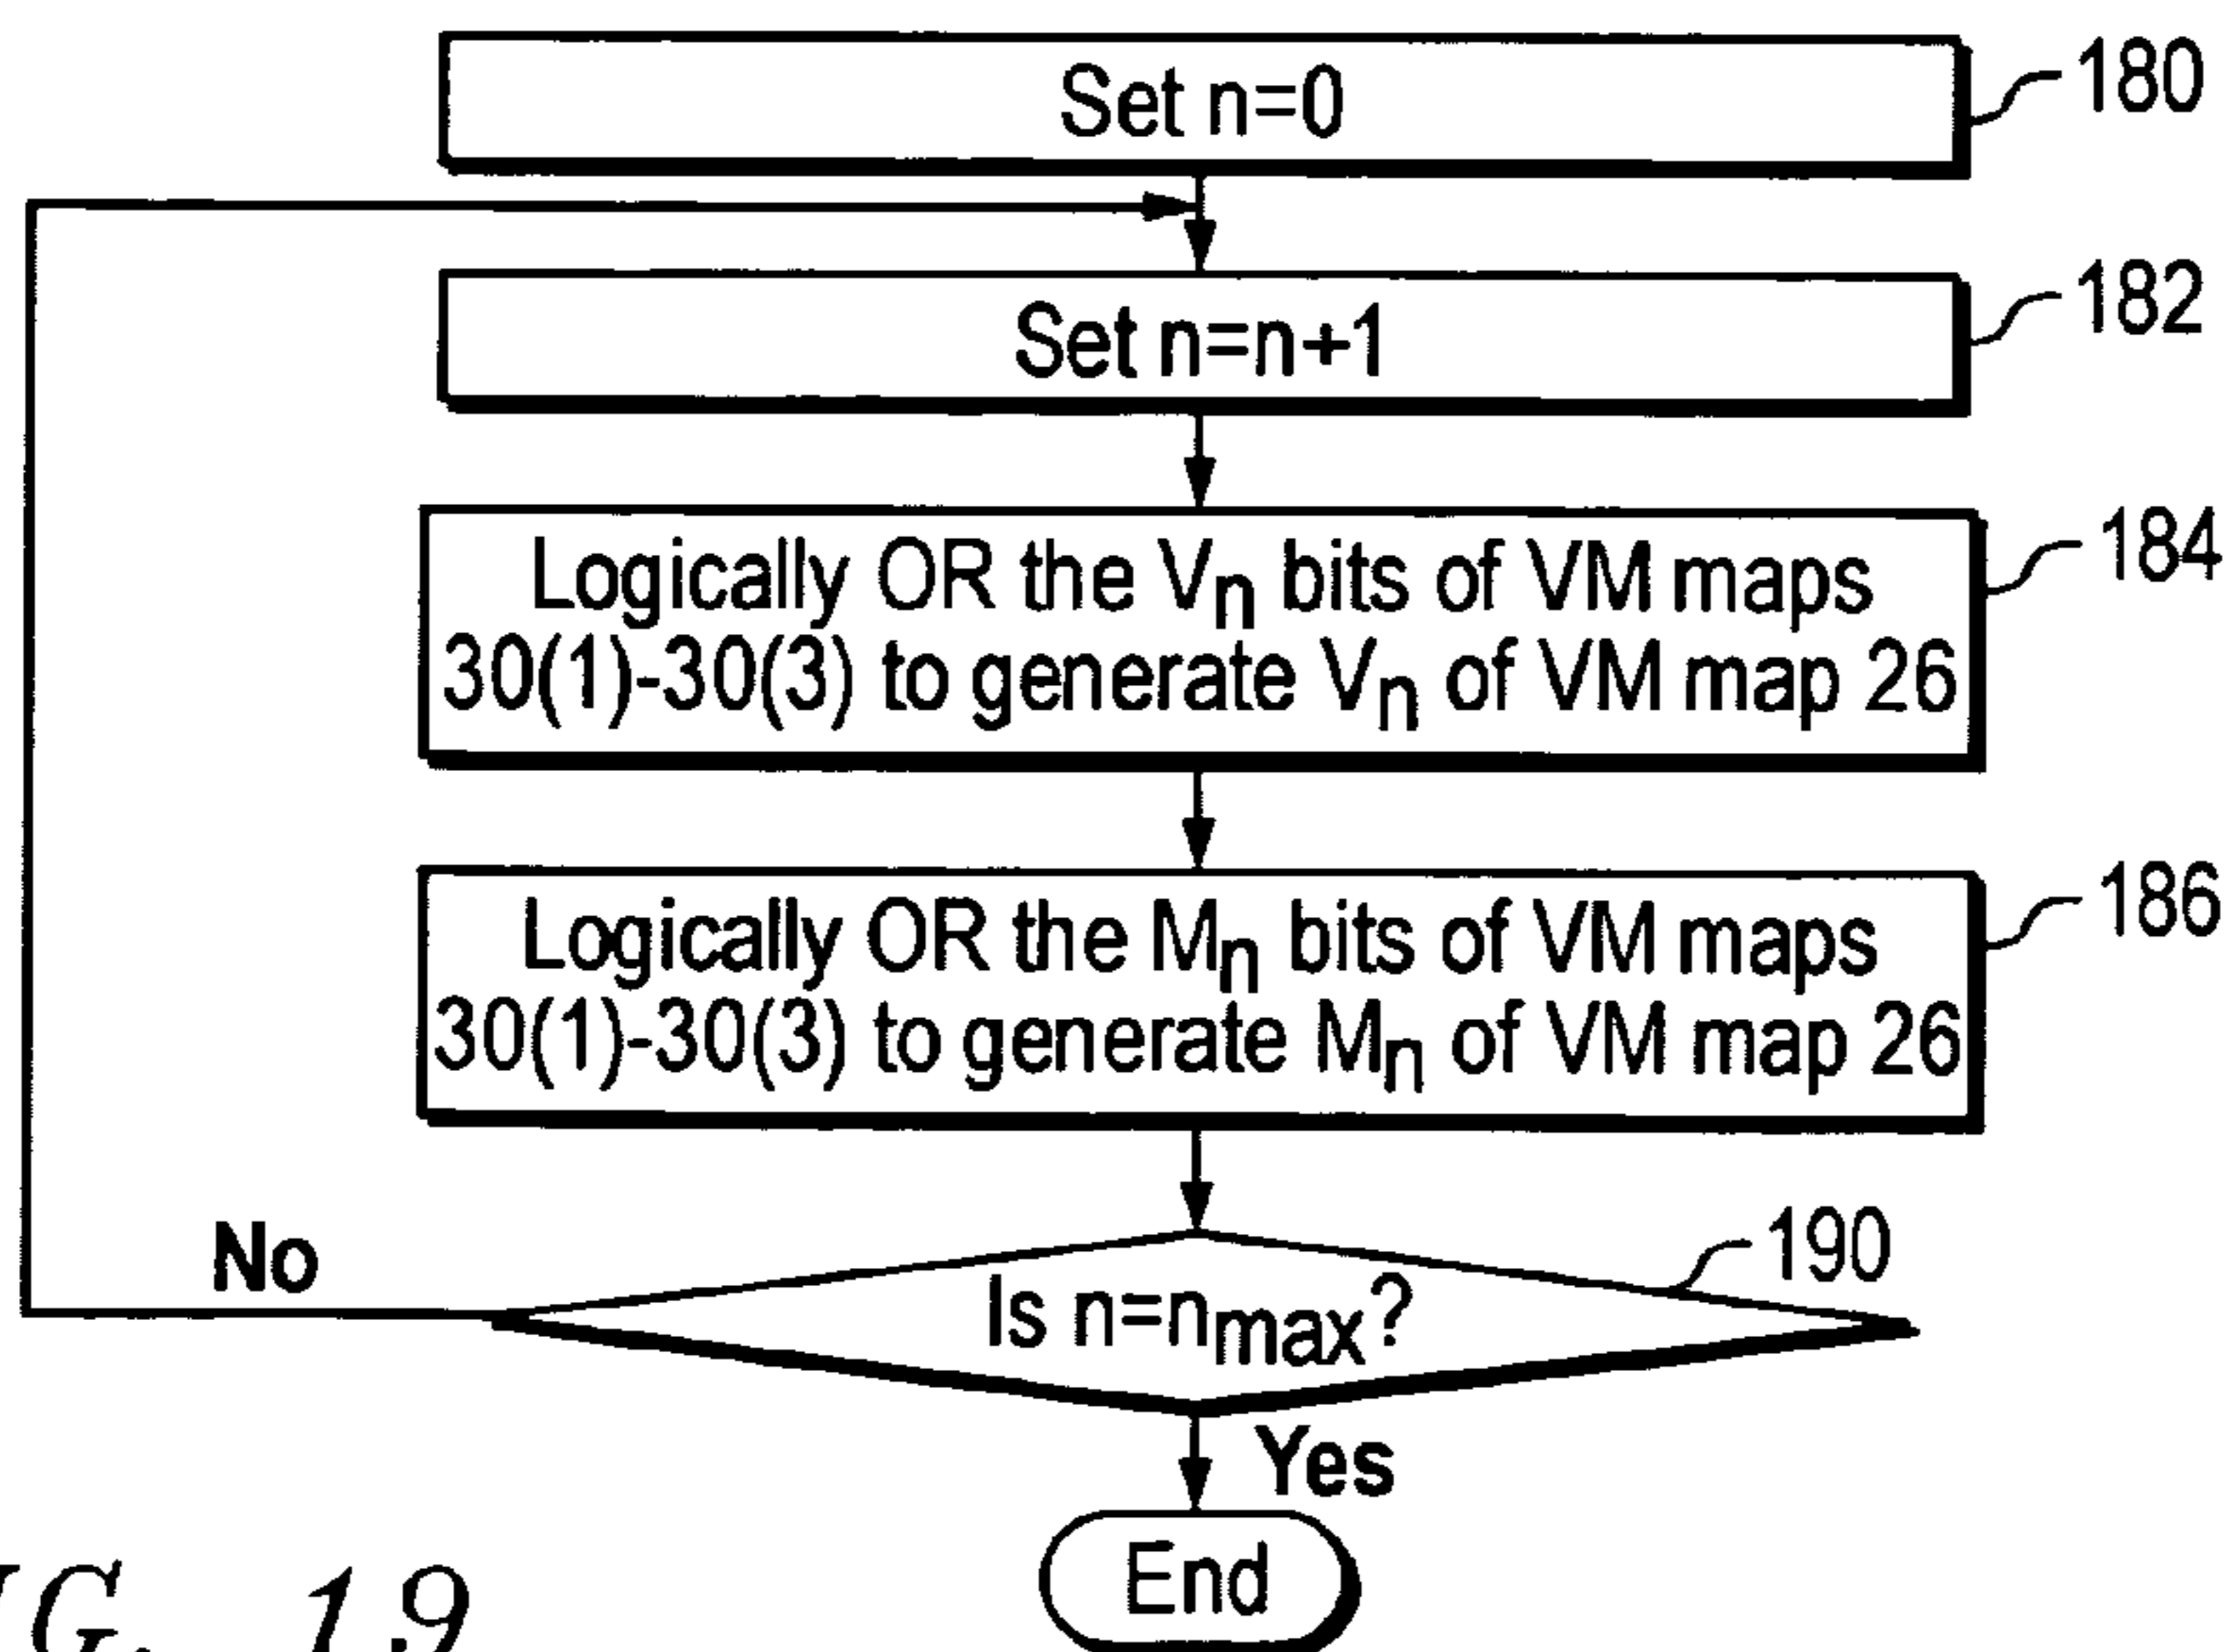 Set n=0
180
Set n=n+1
182
Logically OR the Vn bits of VM maps
30(1)-30(3) to generate Vn of VM map 26
184
Logically OR the Mn bits of VM maps
30(1)-30(3) to generate Mn of VM map 26
186
No
Is n=nmax?
190
Yes
End
19